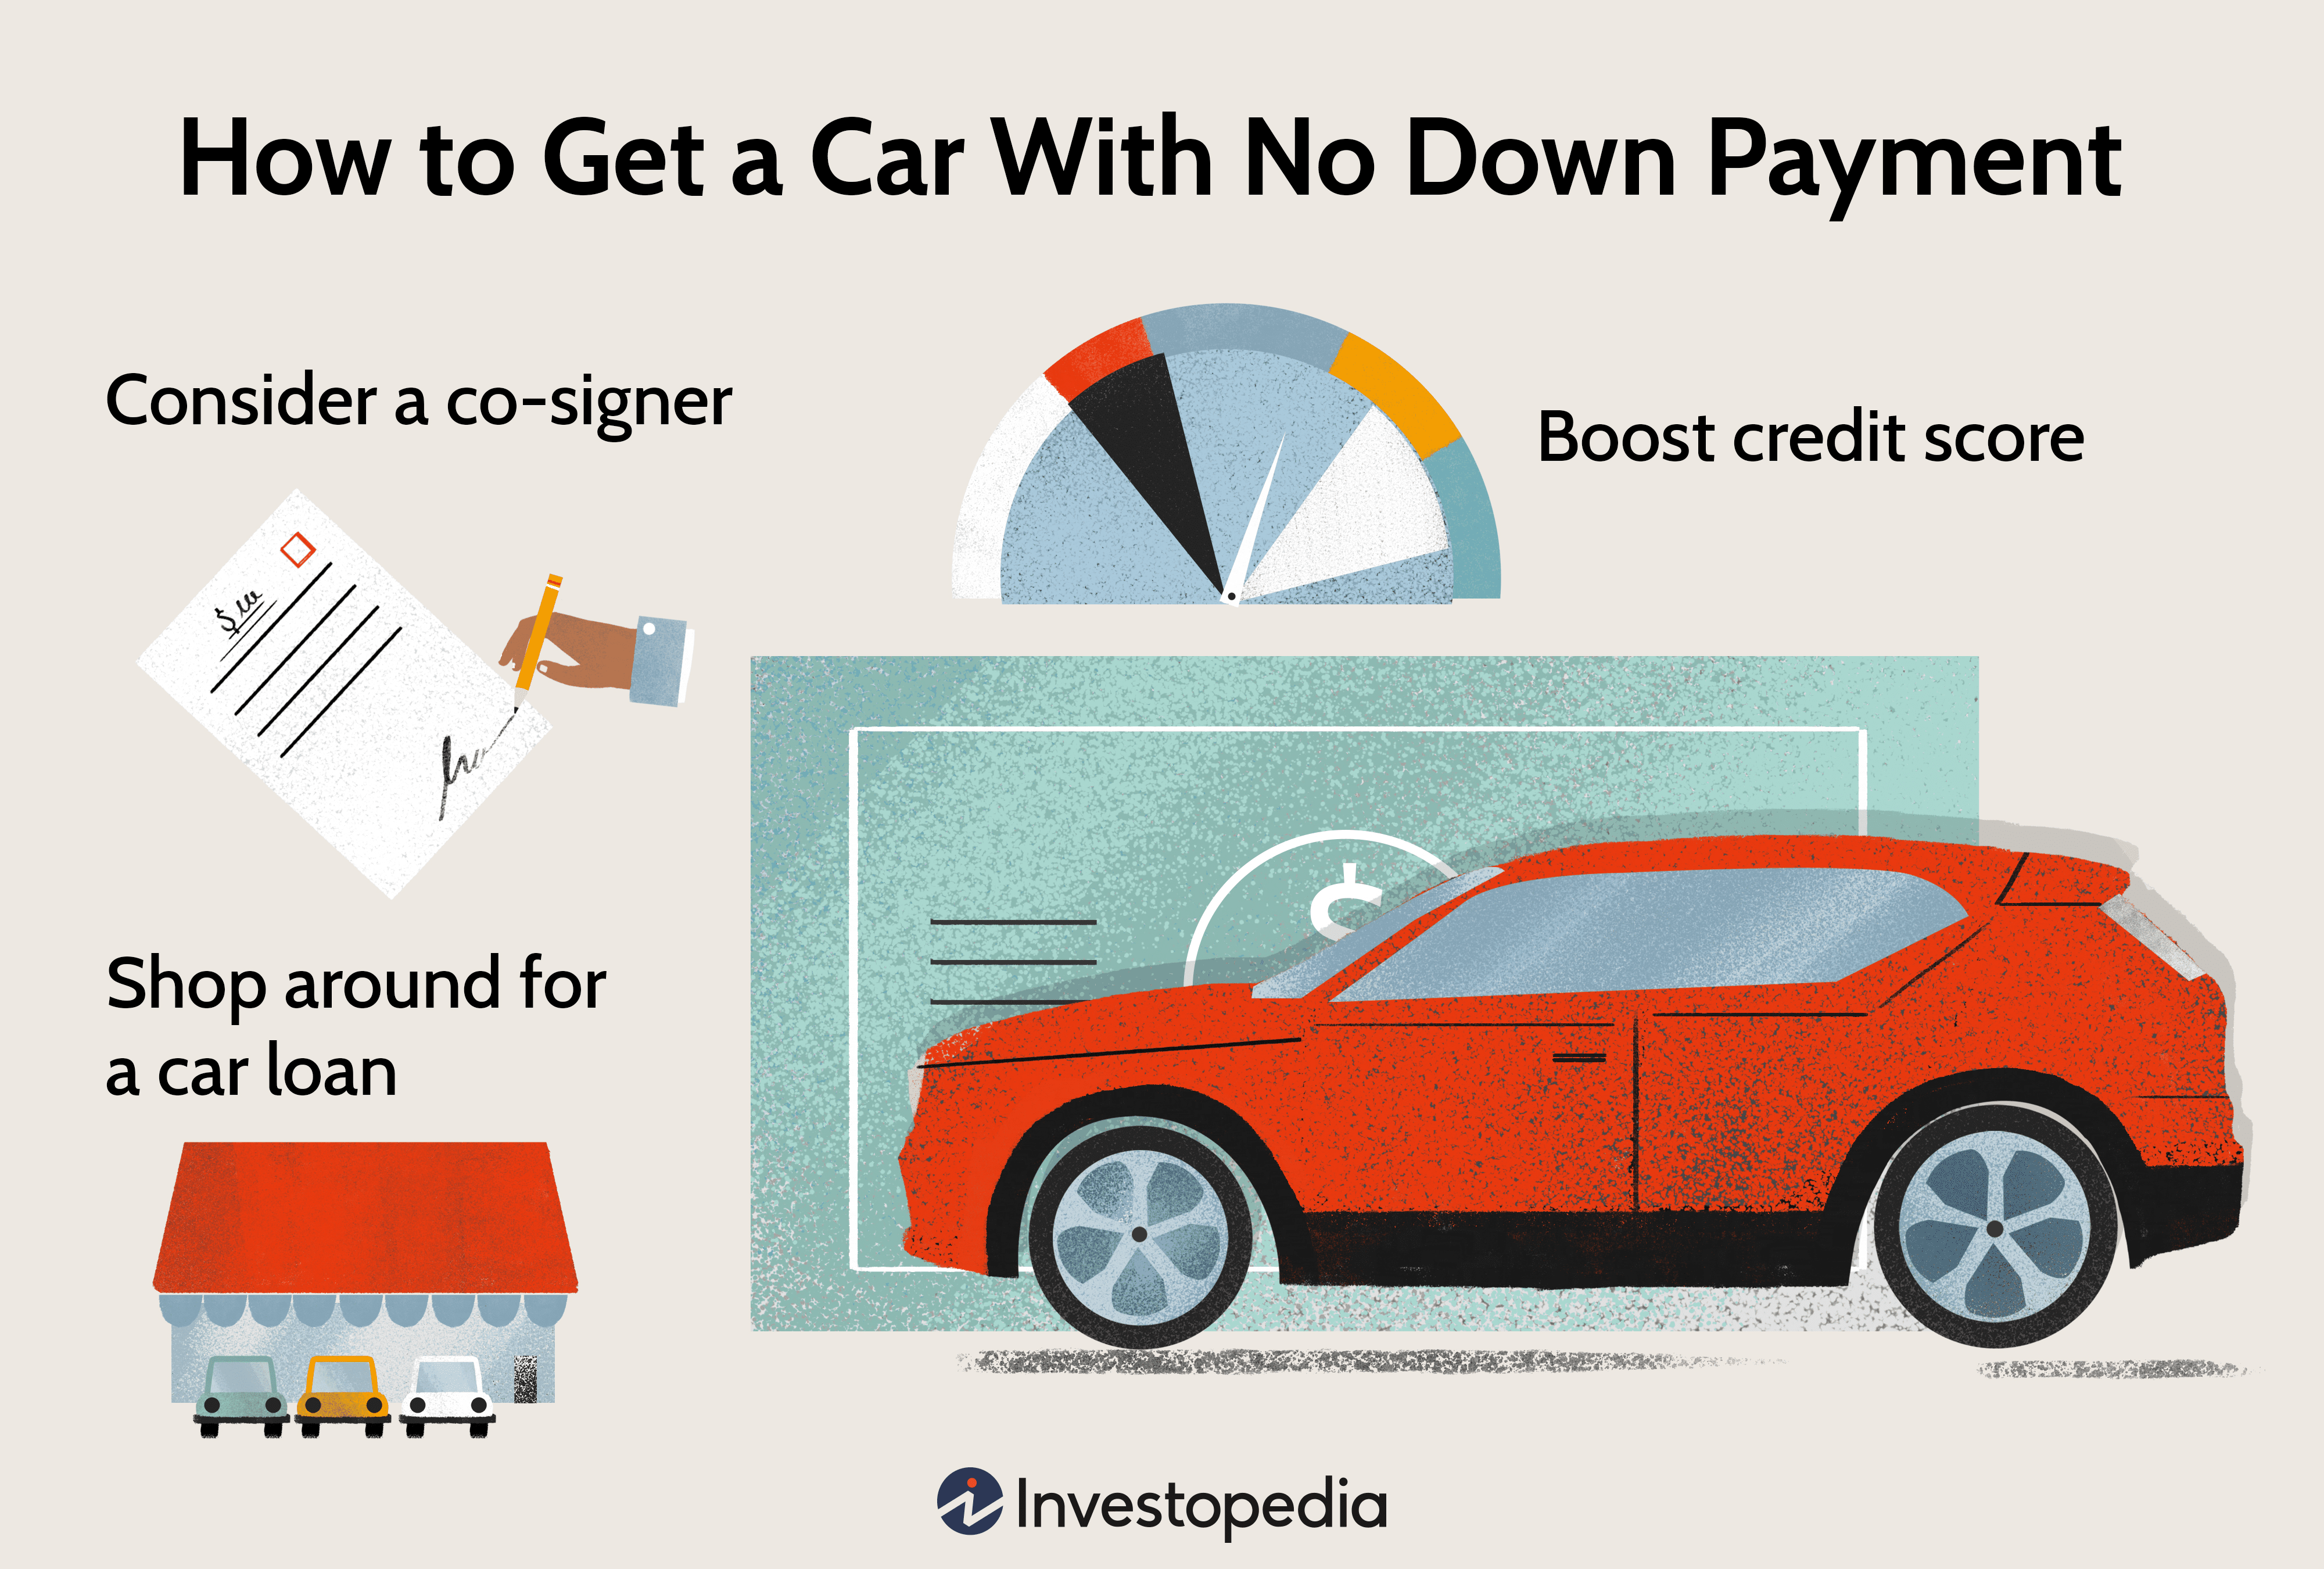 How to Get a Car With No Down Payment
Consider a co-signer
Boost credit score
$
Shop around for
a car loan
Investopedia